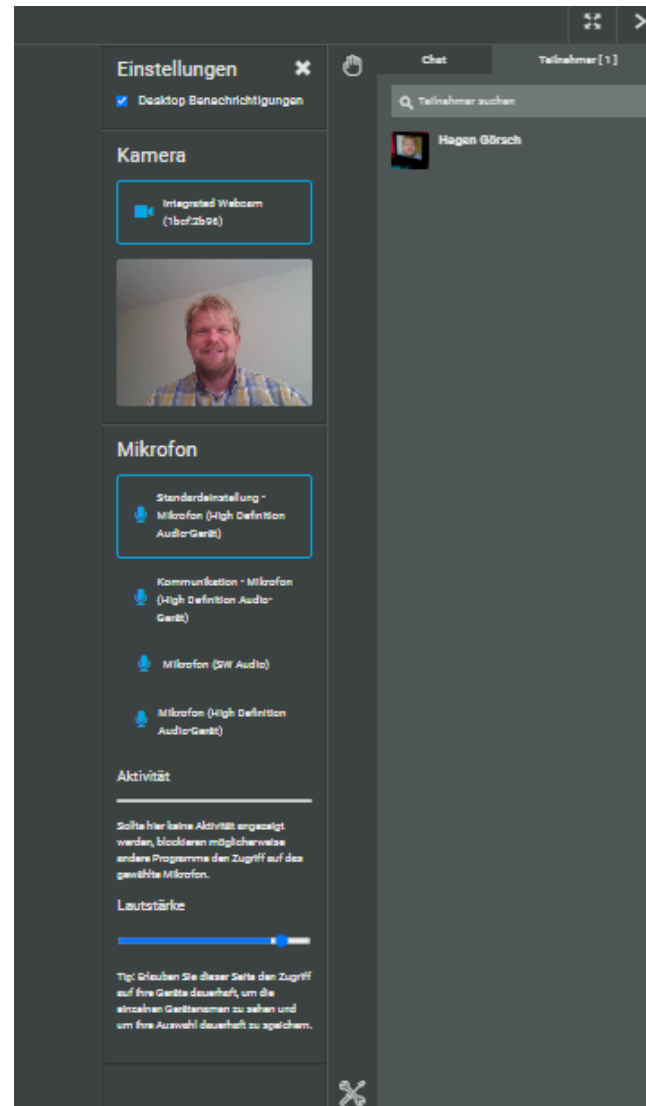 Einstellungen
Desktop Benachrichtigungen
Kamera
Integrated Webcam
(1bcf:2b96)
Mikrofon
Standardeinstellung -
Mikrofon (High Definition
Audio-Gerät)
Kommunikation - Mikrofon
(High Definition Audio-
Gerät)
Mikrofon (SW Audio)
Mikrofon (High Definition
Audio-Gerät)
Aktivität
Sollte hier keine Aktivität angezeigt
werden, blockieren möglicherweise
andere Programme den Zugriff auf das
gewählte Mikrofon.
Lautstärke
Tip: Erlauben Sie dieser Seite den Zugriff
auf Ihre Geräte dauerhaft, um die
einzelnen Gerätenamen zu sehen und
um Ihre Auswahl dauerhaft zu speichern.
Chat
Teilnehmer [ 1 ]
Teilnehmer suchen
Hagen Görsch